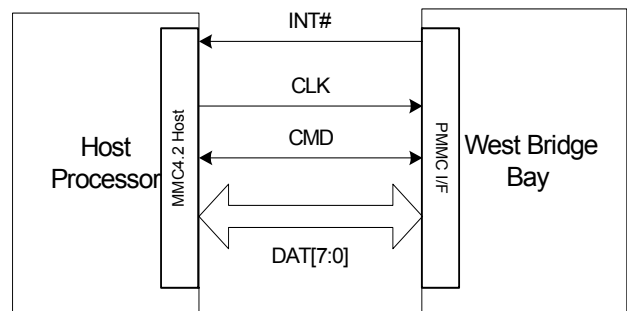 INT#
CLK
CMD
DAT[7:0]
Host
Processor
MMC4.2 Host
PMMC I/F
West Bridge
Bay